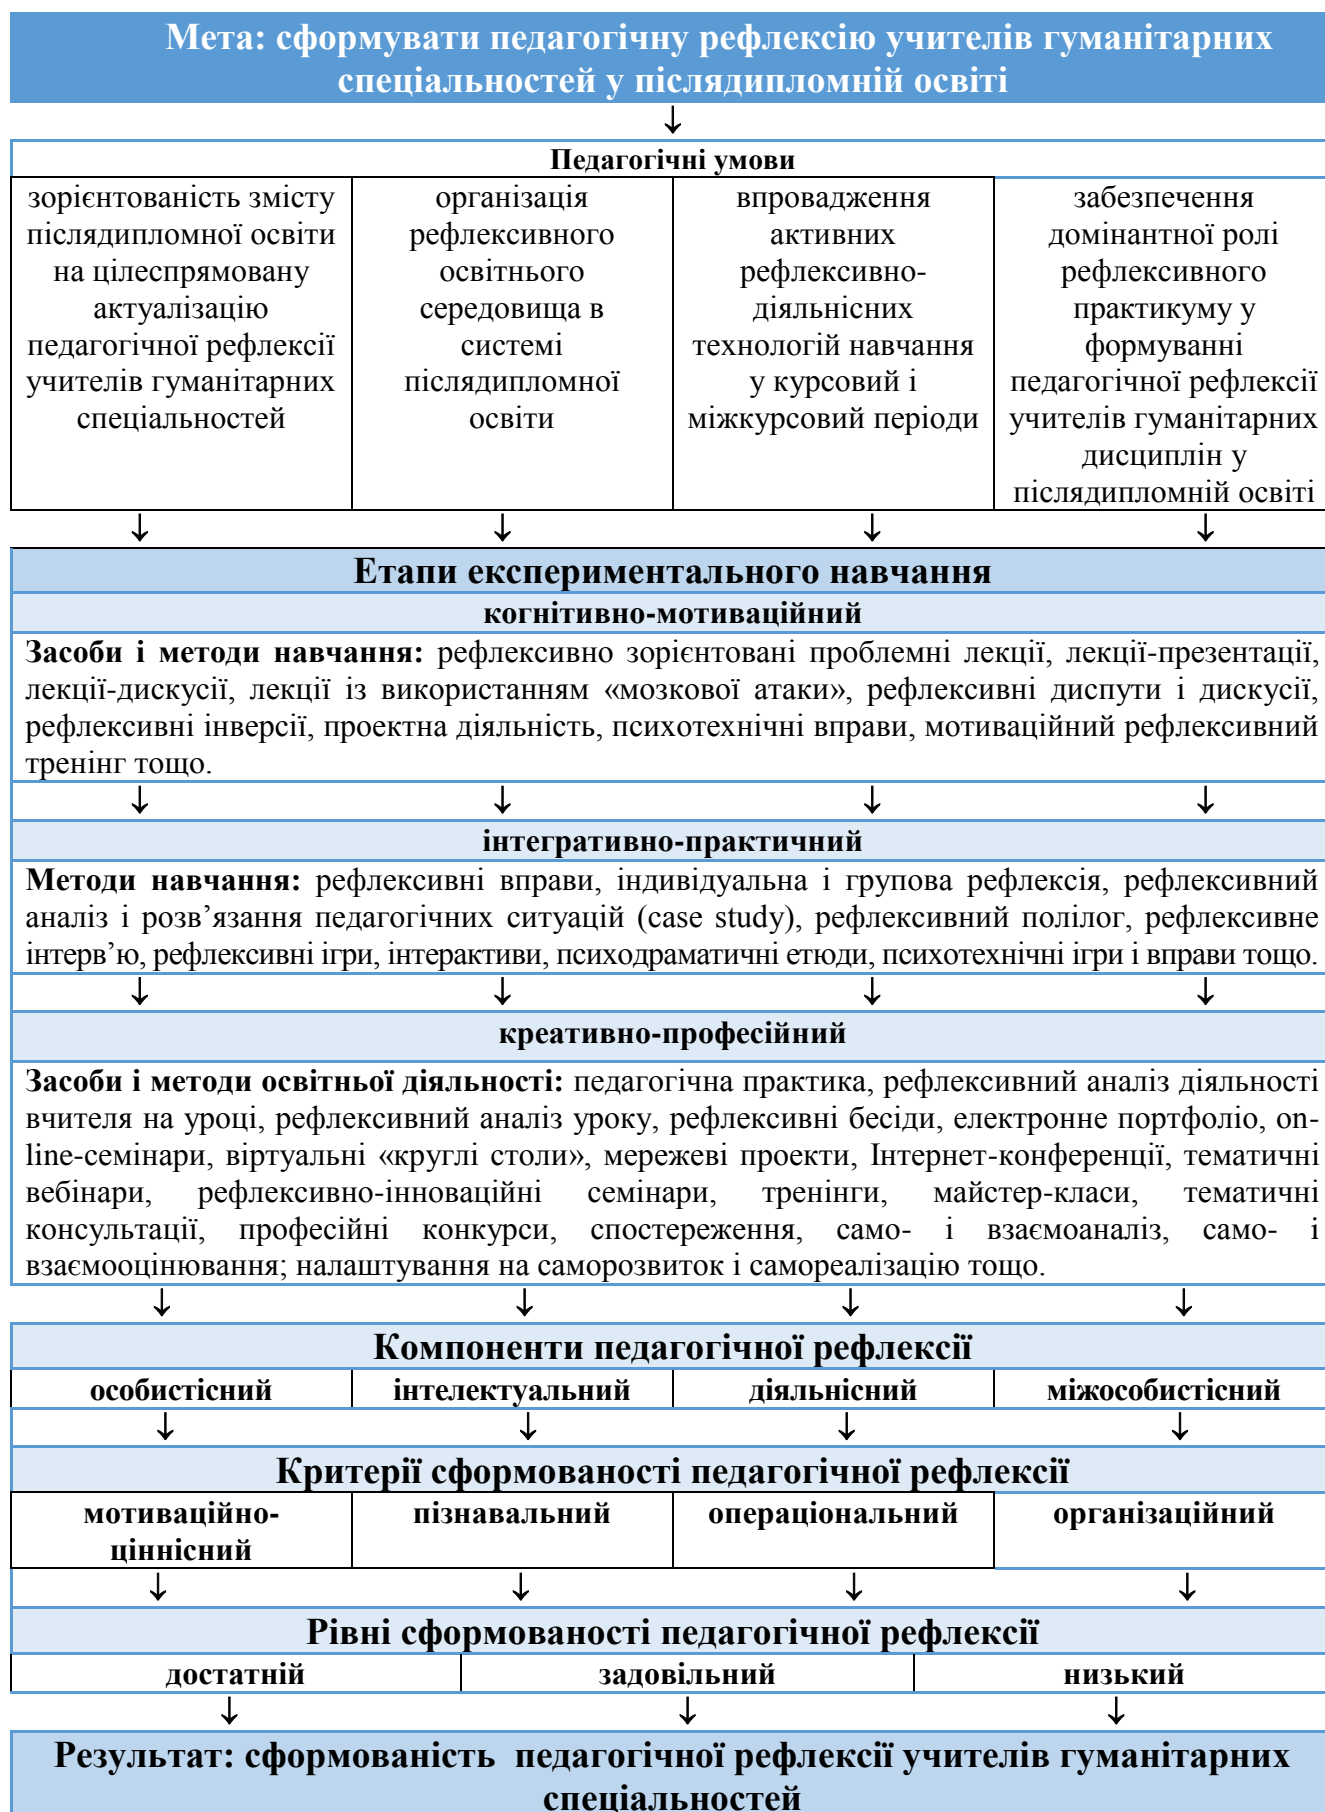 Мета: сформувати педагогічну рефлексію учителів гуманітарних
спеціальностей у післядипломній освіті
↓
Педагогічні умови
зорієнтованість змісту
післядипломної освіти
на цілеспрямовану
актуалізацію
педагогічної рефлексії
учителів гуманітарних
спеціальностей
організація
рефлексивного
освітнього
середовища в
системі
післядипломної
освіти
впровадження
активних
рефлексивно-
діяльнісних
технологій навчання
у курсовий і
міжкурсовий періоди
забезпечення
домінантної ролі
рефлексивного
практикуму у
формуванні
педагогічної рефлексії
учителів гуманітарних
дисциплін у
післядипломній освіті
↓ ↓ ↓ ↓
Етапи експериментального навчання
когнітивно-мотиваційний
Засоби і методи навчання: рефлексивно зорієнтовані проблемні лекції, лекції-презентації,
лекції-дискусії, лекції із використанням «мозкової атаки», рефлексивні диспути і дискусії,
рефлексивні інверсії, проектна діяльність, психотехнічні вправи, мотиваційний рефлексивний
тренінг тощо.
↓ ↓ ↓ ↓
інтегративно-практичний
Методи навчання: рефлексивні вправи, індивідуальна і групова рефлексія, рефлексивний
аналіз і розв’язання педагогічних ситуацій (case study), рефлексивний полілог, рефлексивне
інтерв’ю, рефлексивні ігри, інтерактиви, психодраматичні етюди, психотехнічні ігри і вправи тощо.
↓ ↓ ↓ ↓
креативно-професійний
Засоби і методи освітньої діяльності: педагогічна практика, рефлексивний аналіз діяльності
вчителя на уроці, рефлексивний аналіз уроку, рефлексивні бесіди, електронне портфоліо, on-
line-семінари, віртуальні «круглі столи», мережеві проекти, Інтернет-конференції, тематичні
вебінари, рефлексивно-інноваційні семінари, тренінги, майстер-класи, тематичні
консультації, професійні конкурси, спостереження, само- і взаємоаналіз, само- і
взаємооцінювання; налаштування на саморозвиток і самореалізацію тощо.
↓ ↓ ↓ ↓
Компоненти педагогічної рефлексії
особистісний інтелектуальний діяльнісний міжособистісний
↓ ↓ ↓ ↓
Критерії сформованості педагогічної рефлексії
мотиваційно-
ціннісний
пізнавальний
операціональний
організаційний
↓ ↓ ↓ ↓
Рівні сформованості педагогічної рефлексії
достатній задовільний низький
↓ ↓ ↓
Результат: сформованість педагогічної рефлексії учителів гуманітарних
спеціальностей